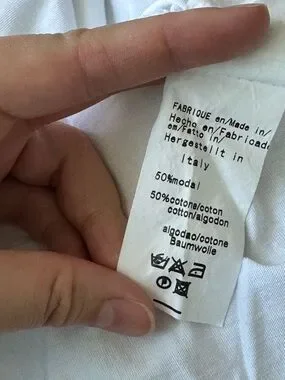 FABRIQUE en/Made in/
Hecho en/Fabricado
em/Fatto in/
Hergestellt in
Italy
50%modal
50%cotone/coton
cotton/algodon
algodao/cotone
Baumwolle